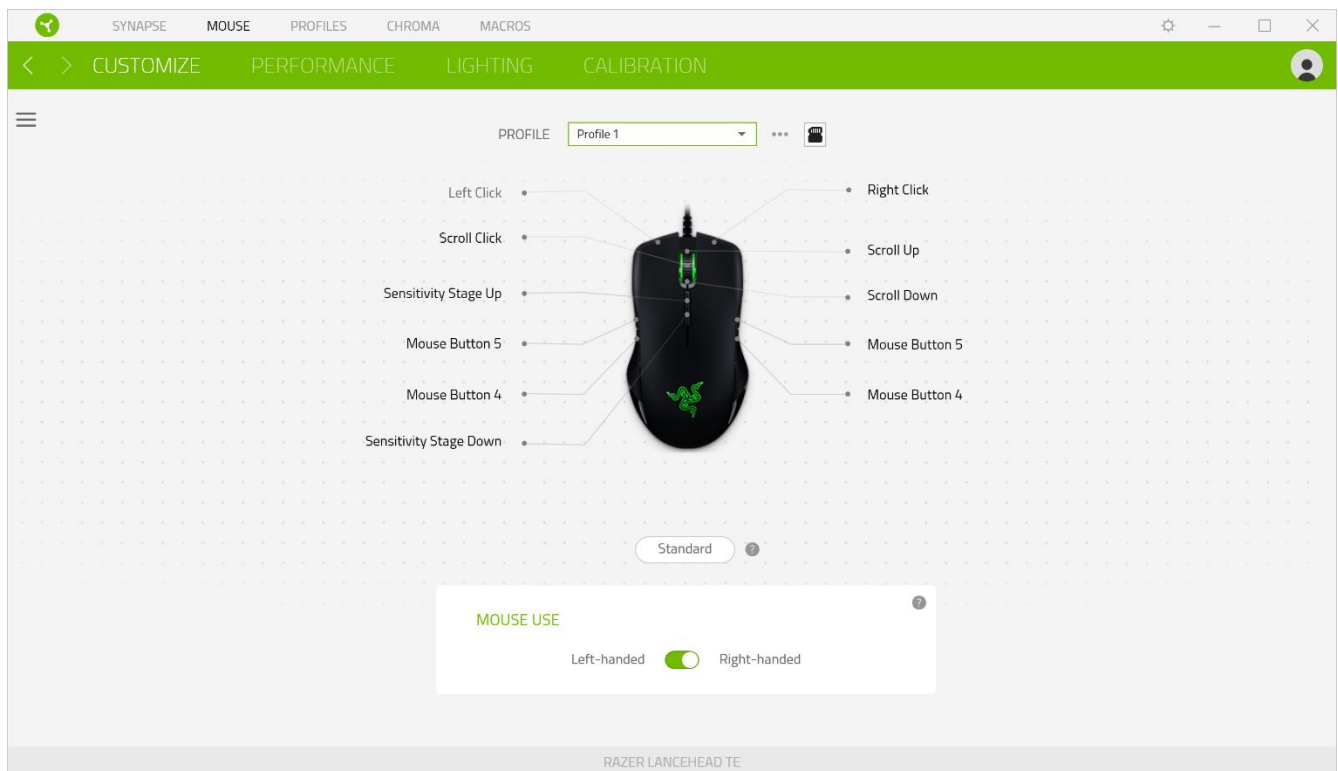 SYNAPSE MOUSE PROFILES CHROMA MACROS
CUSTOMIZE PERFORMANCE LIGHTING CALIBRATION
PROFILE Profile 1
Left Click Right Click
Scroll Click Scroll Up
Sensitivity Stage Up Scroll Down
Mouse Button 5 Mouse Button 5
Mouse Button 4 Mouse Button 4
Sensitivity Stage Down
Standard ?
?
MOUSE USE
Left-handed Right-handed
RAZER LANCEHEAD TE